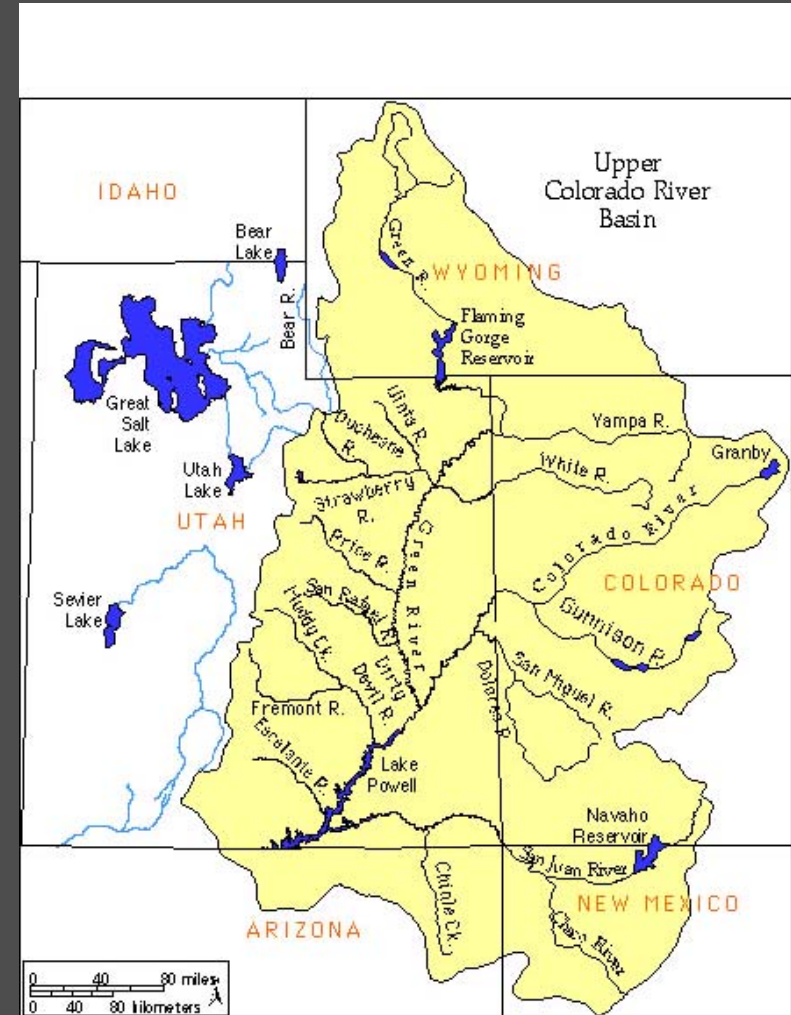 Upper
Colorado River
Basin
IDAHO
Bear
Lake
Green R.
WYOMING
Bear R.
Flaming
Gorge
Reservoir
Great
Salt
Lake
Uinta R.
Duchesne
R.
Yampa R.
Granby
White R.
Utah
Lake
Strawberry
R.
UTAH
Green River
Colorado River
Price R.
COLORADO
Sevier
Lake
San Rafael R.
Muddy Ck.
Gunnison R.
Dirty
Devil R.
San Miguel R.
Dolores R.
Fremont R.
Escalante R.
Lake
Powell
Navaho
Reservoir
San Juan River
Chinle Ck.
NEW MEXICO
Chaco River
ARIZONA
0 40 80 miles
0 40 80 kilometers